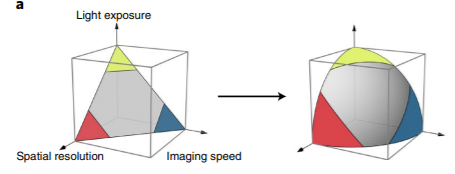 a
Light exposure
Spatial resolution
Imaging speed